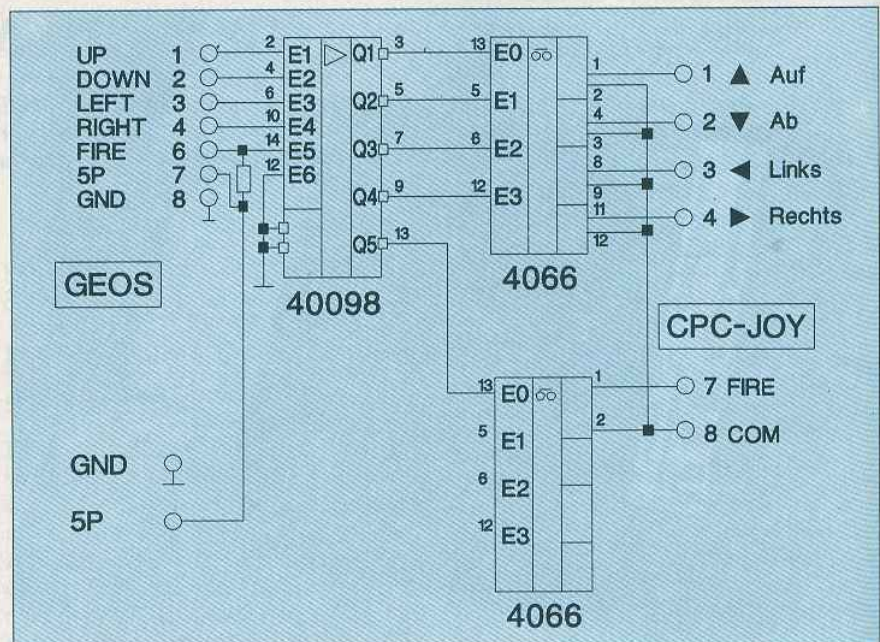 UP 1 2 E1 Q1 3 13 E0 1 1 Auf
DOWN 2 4 E2 2
LEFT 3 6 E3 Q2 5 5 E1 4 2 Ab
RIGHT 4 10 E4 3
FIRE 6 14 E5 Q3 7 6 E2 8 3 Links
5P 7 12 E6 9
GND 8 Q4 9 12 E3 11 4 Rechts
12
Q5 13
GEOS
40098
4066
CPC-JOY
13 E0 1 7 FIRE
5 E1 2 8 COM
GND
6 E2
5P
12 E3
4066